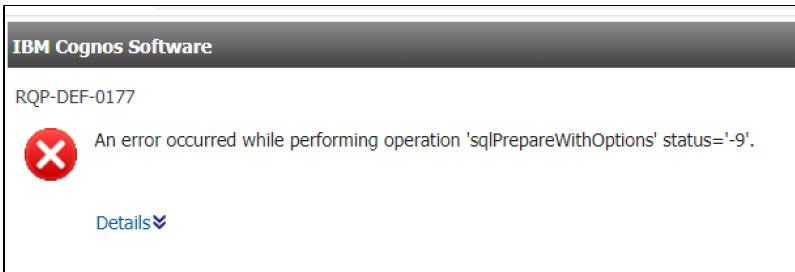 IBM Cognos Software
RQP-DEF-0177
An error occurred while performing operation 'sqlPrepareWithOptions' status='-9'.
Details